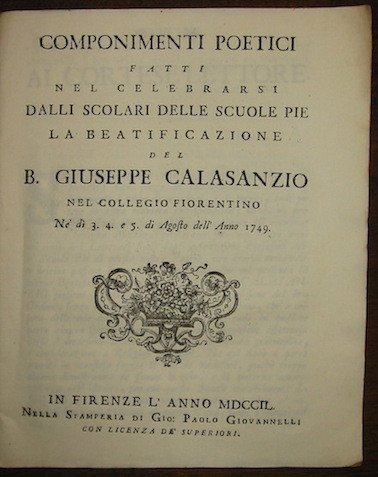 COMPONIMENTI POETICI
FATTI
NEL CELEBRARSI
DALLI SCOLARI DELLE SCUOLE PIE
LA BEATIFICAZIONE
DEL
B. GIUSEPPE CALASANZIO
NEL COLLEGIO FIORENTINO
Ne' dì 3. 4. e 5. di Agosto dell' Anno 1749.
IN FIRENZE L' ANNO MDCCIL.
NELLA STAMPERIA DI GIO: PAOLO GIOVANNELLI
CON LICENZA DE' SUPERIORI.